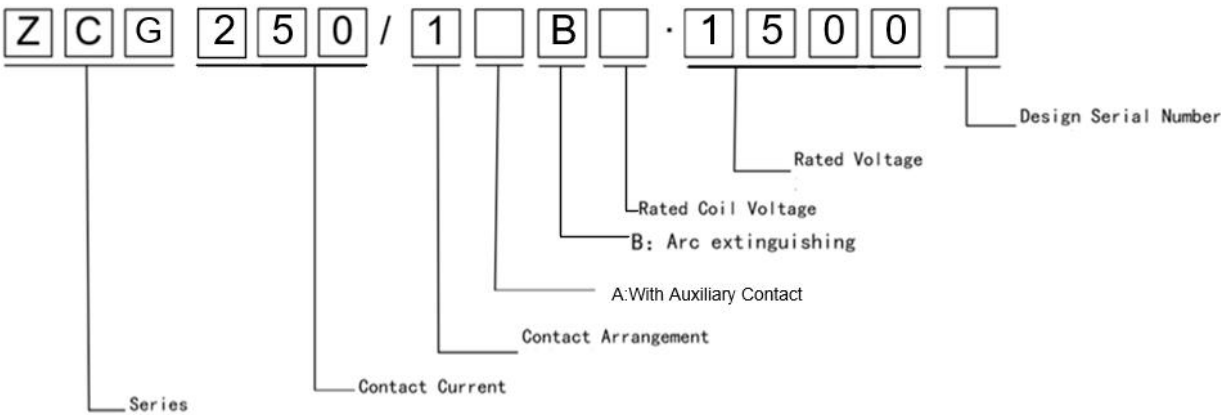 Z C G 2 5 0 / 1 B · 1 5 0 0
Design Serial Number
Rated Voltage
Rated Coil Voltage
B: Arc extinguishing
A:With Auxiliary Contact
Contact Arrangement
Contact Current
Series